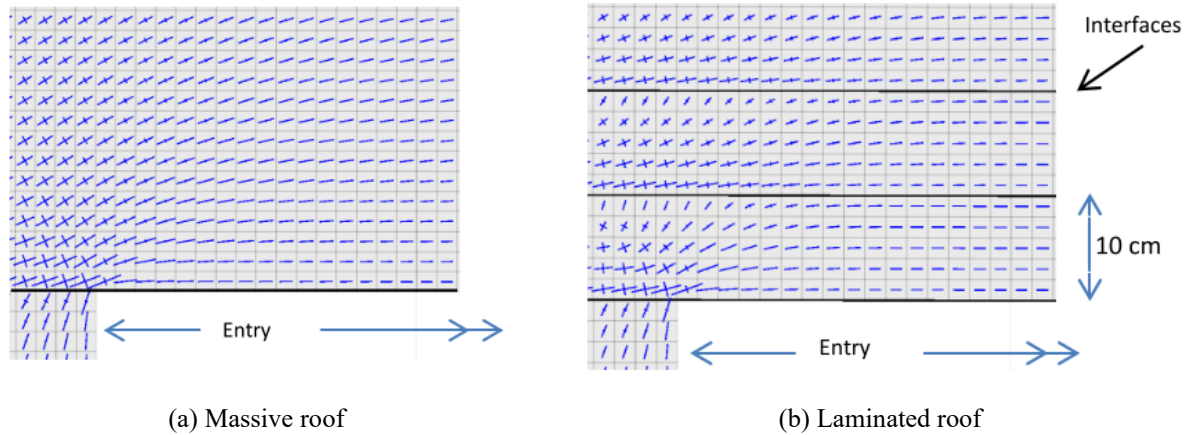 Interfaces
10 cm
Entry
Entry
(a) Massive roof
(b) Laminated roof